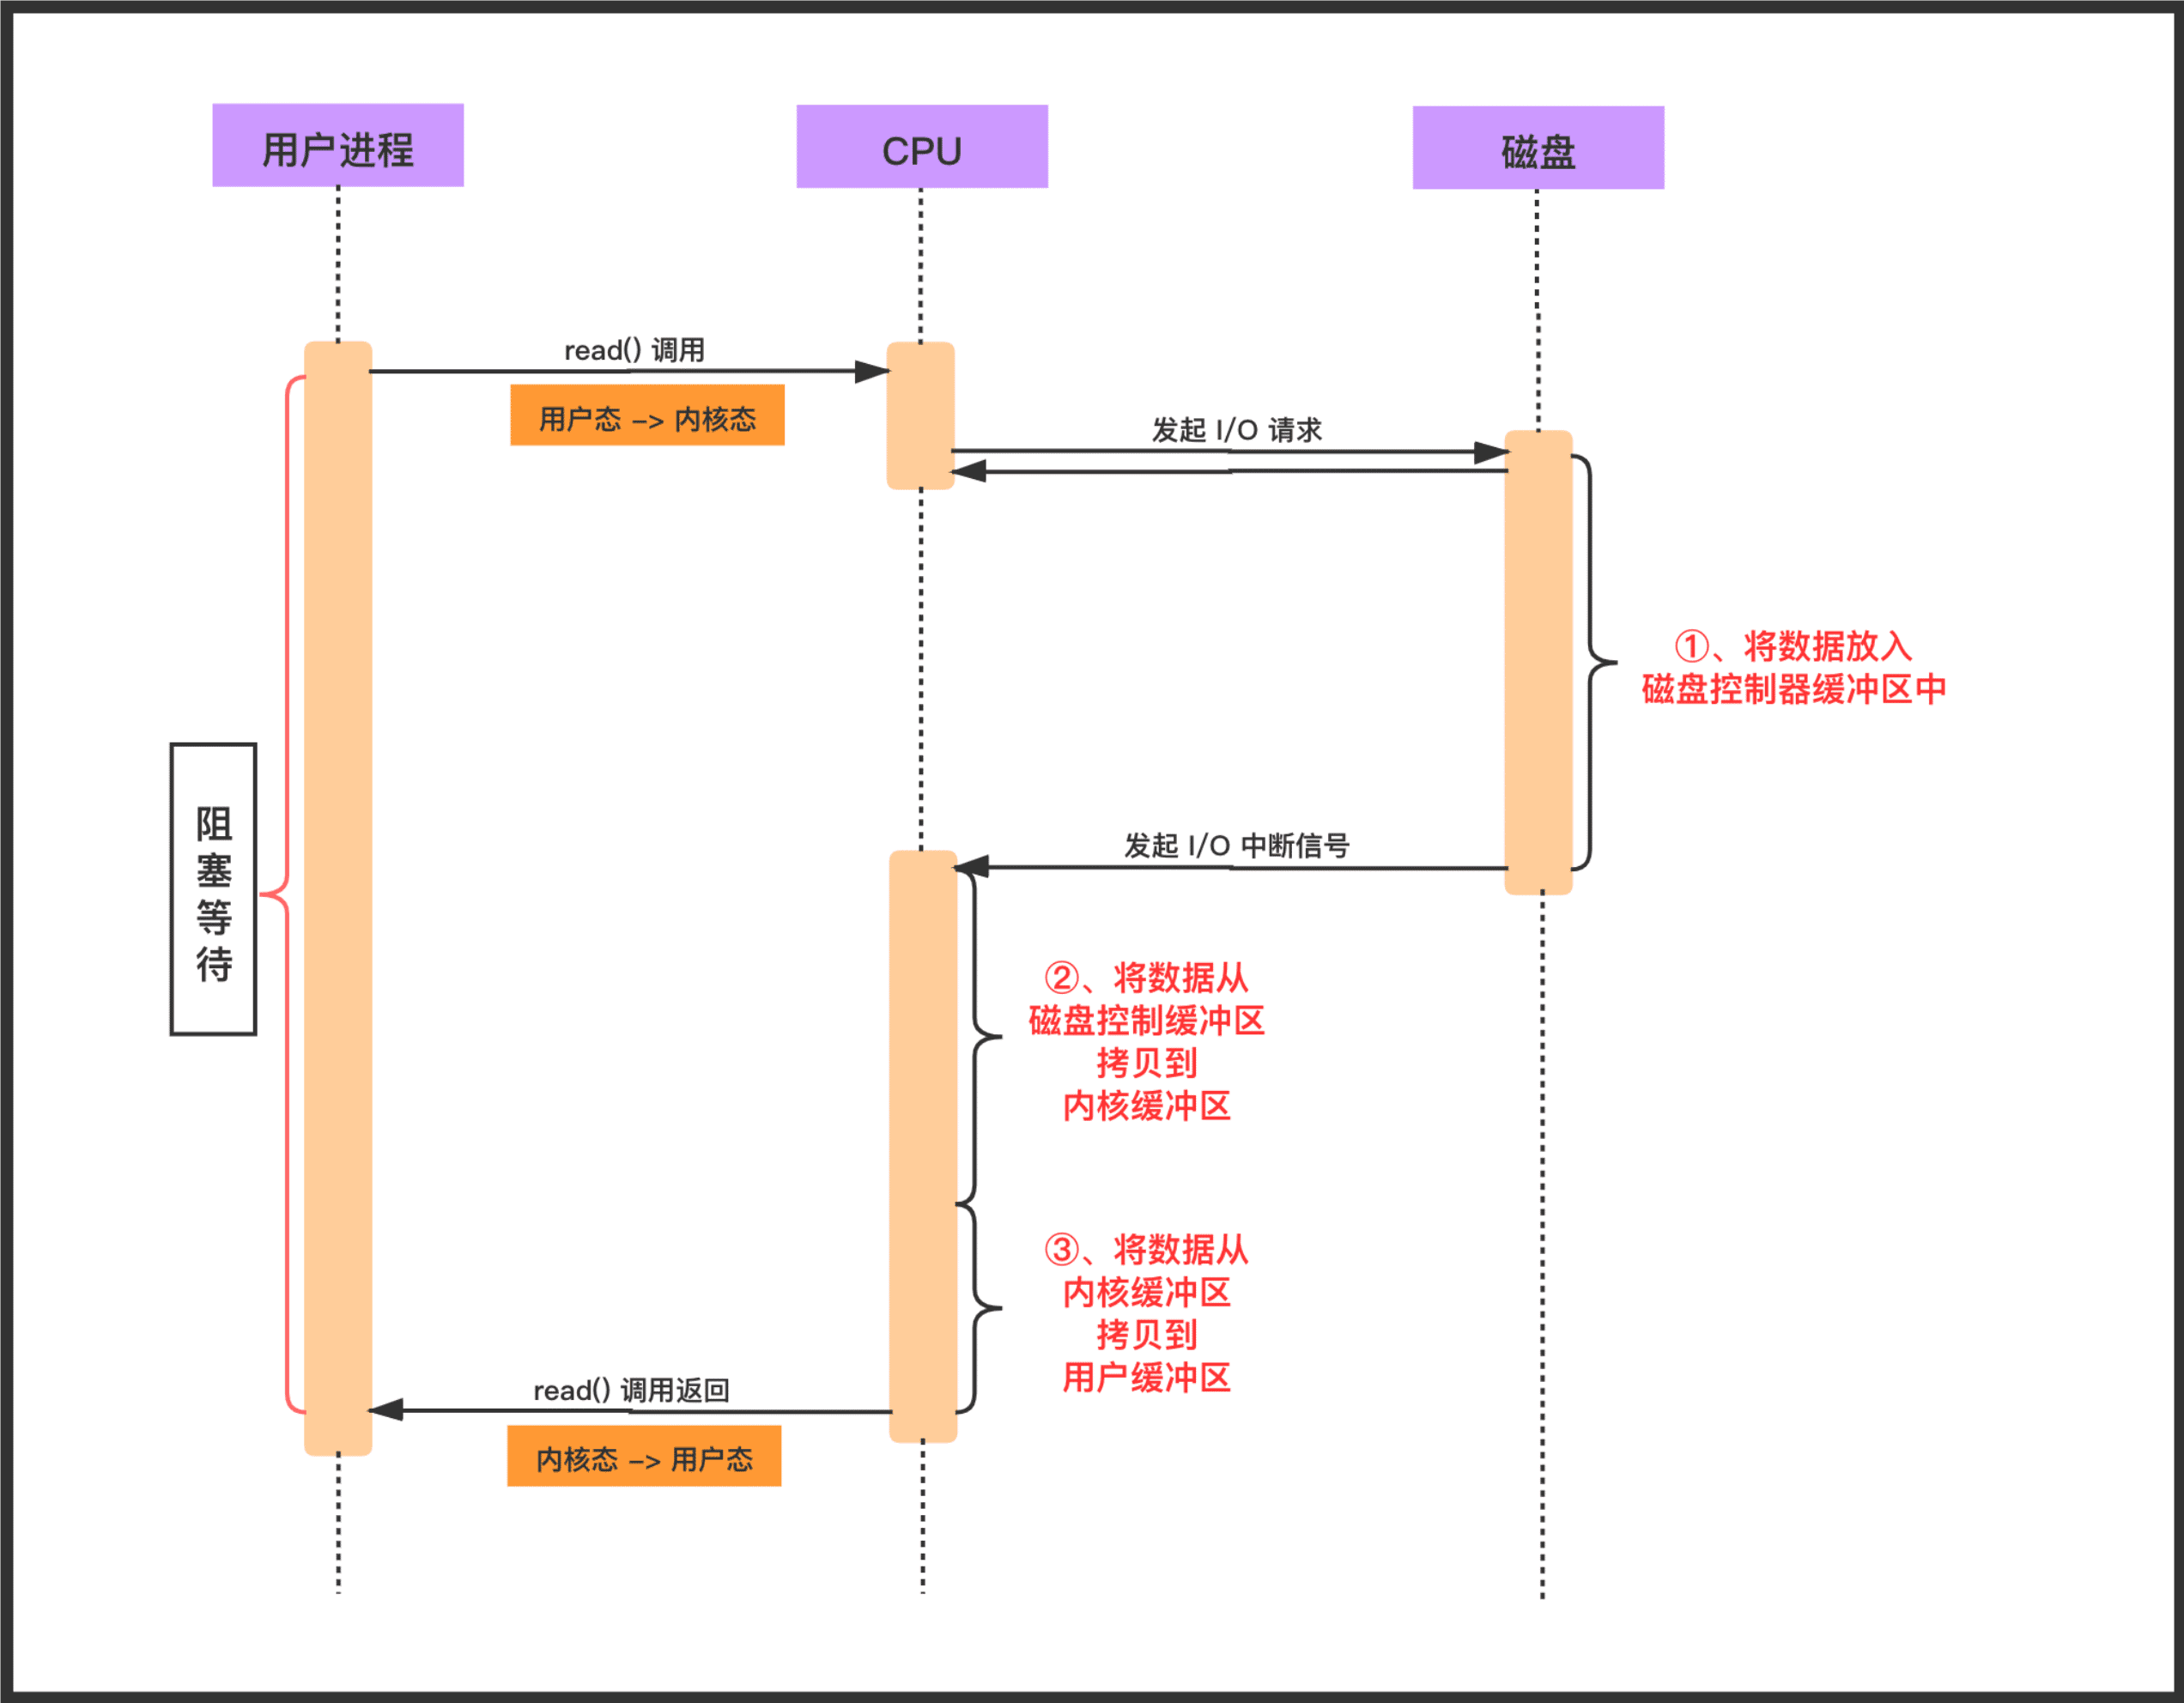 用户进程
CPU
磁盘
read() 调用
用户态 -> 内核态
发起 I/O 请求
①、将数据放入
磁盘控制器缓冲区中
阻
塞
等
待
发起 I/O 中断信号
②、将数据从
磁盘控制缓冲区
拷贝到
内核缓冲区
③、将数据从
内核缓冲区
拷贝到
用户缓冲区
read() 调用返回
内核态 -> 用户态